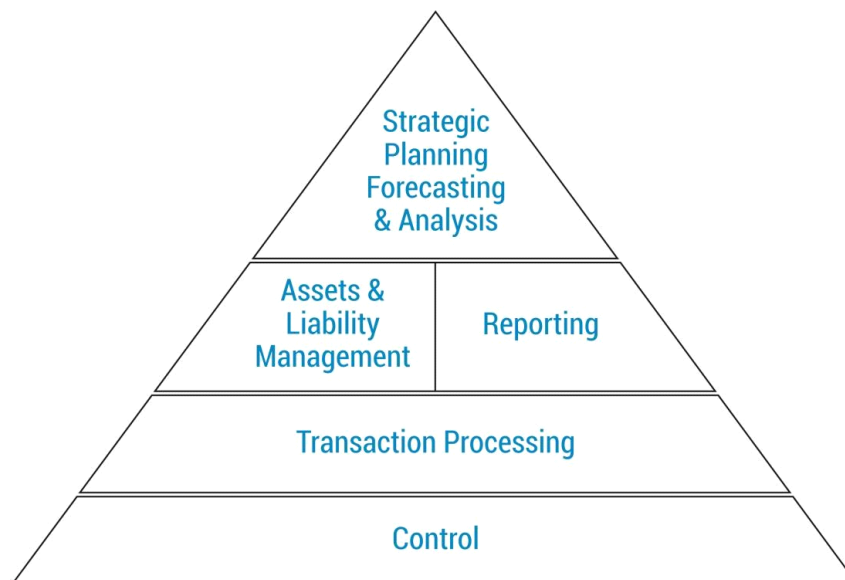 Strategic
Planning
Forecasting
& Analysis
Assets &
Liability
Management
Reporting
Transaction Processing
Control